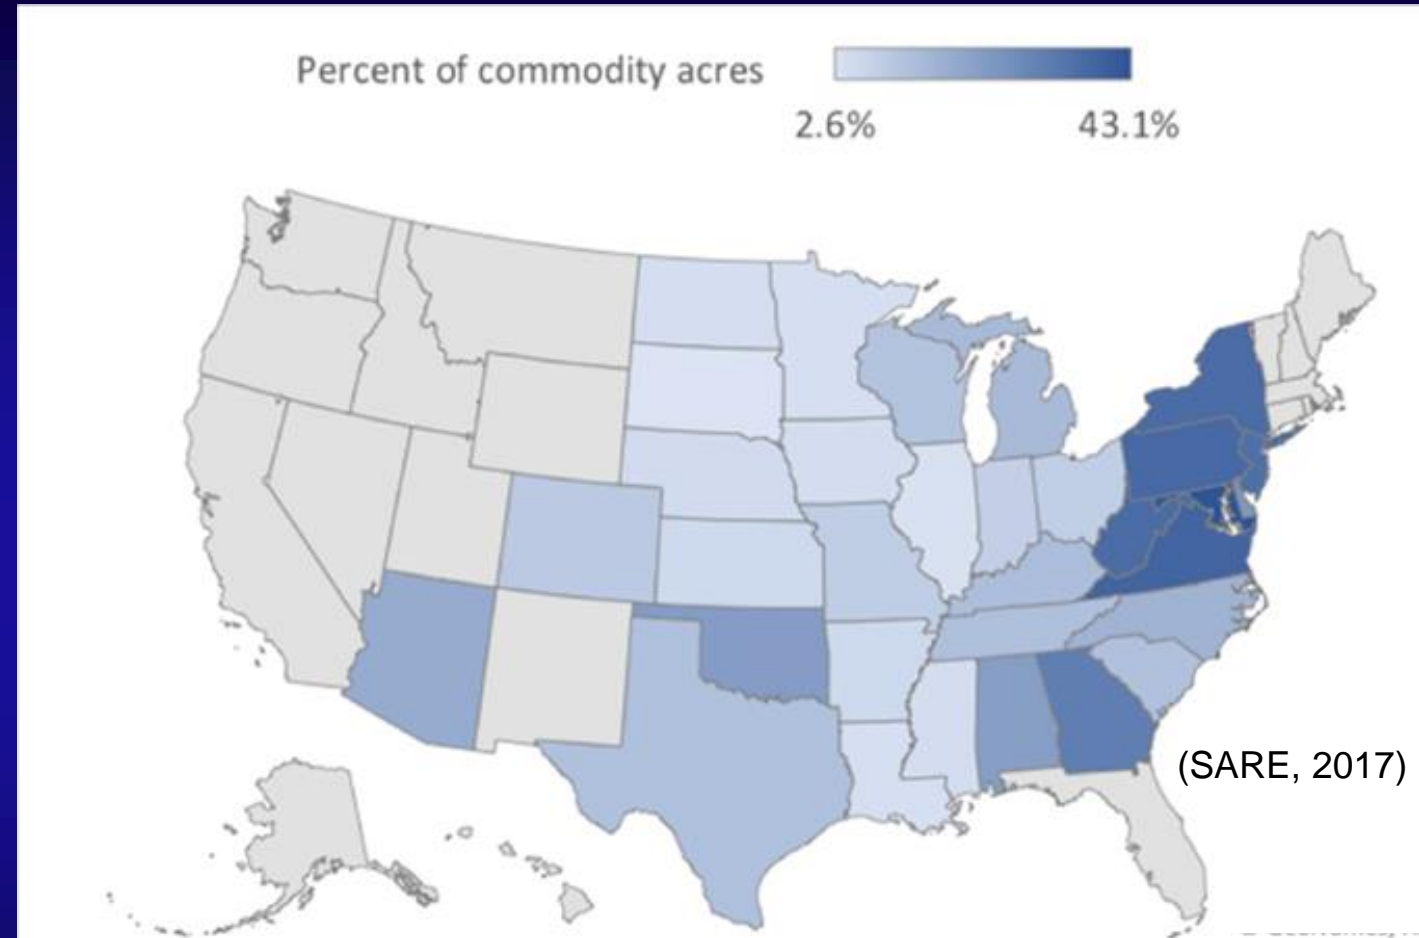 Percent of commodity acres
2.6% 43.1%
(SARE, 2017)